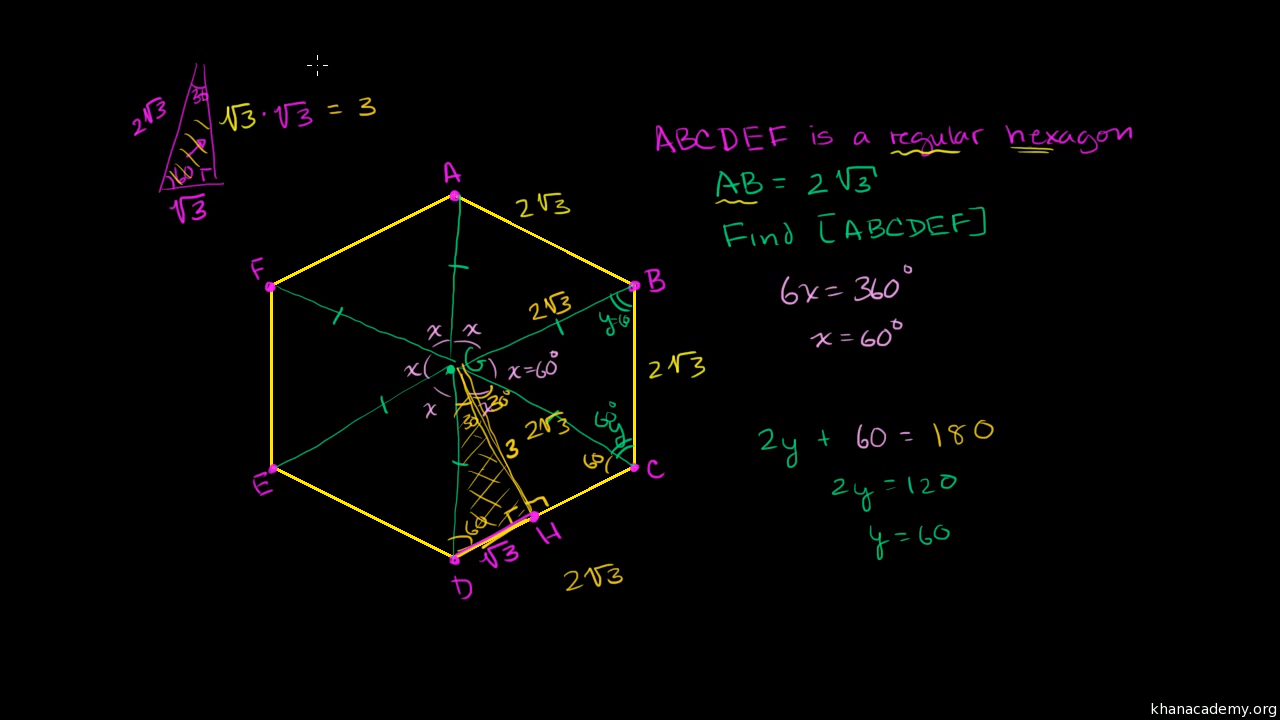 ABCDEF is a regular hexagon
AB = 2√3
Find [ABCDEF]
6x = 360°
x = 60°
2y + 60 = 180
2y = 120
y = 60
2√3
30
√3 · √3 = 3
60
√3
A
2√3
F
B
2√3
y=60
x
x
G
x
x=60°
2√3
x
30°
x
30
2√3
60°
y
3
60
C
E
60
H
√3
D
2√3
khanacademy.org